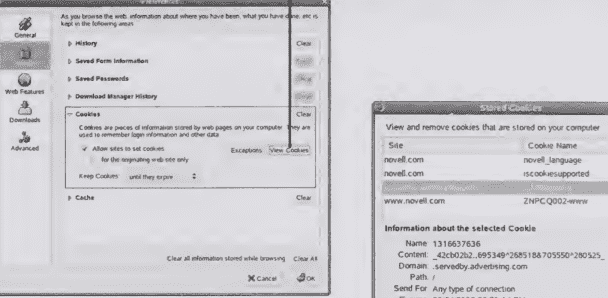 As you browse the web, information about where you have been, what you have done, etc is
kept in the following areas
General
Web Features
Downloads
Advanced
History
Clear
Saved Form Information
Saved Passwords
Download Manager History
Cookies
Clear
Cookies are pieces of information stored by web pages on your computer. They are
used to remember login information and other data
Allow sites to set cookies
Exceptions View Cookies
for the originating web site only
Keep Cookies: until they expire
Cache
Clear
Clear all information stored while browsing Clear All
Cancel OK
Stored Cookies
View and remove cookies that are stored on your computer
Site Cookie Name
novell.com novell_language
novell.com iscookiesupported
www.novell.com ZNPCQ002-www
Information about the selected Cookie
Name 1316637636
Content: _42cb02b2,,695349^268518&705550^280525_
Domain .servedby.advertising.com
Path /
Send For Any type of connection